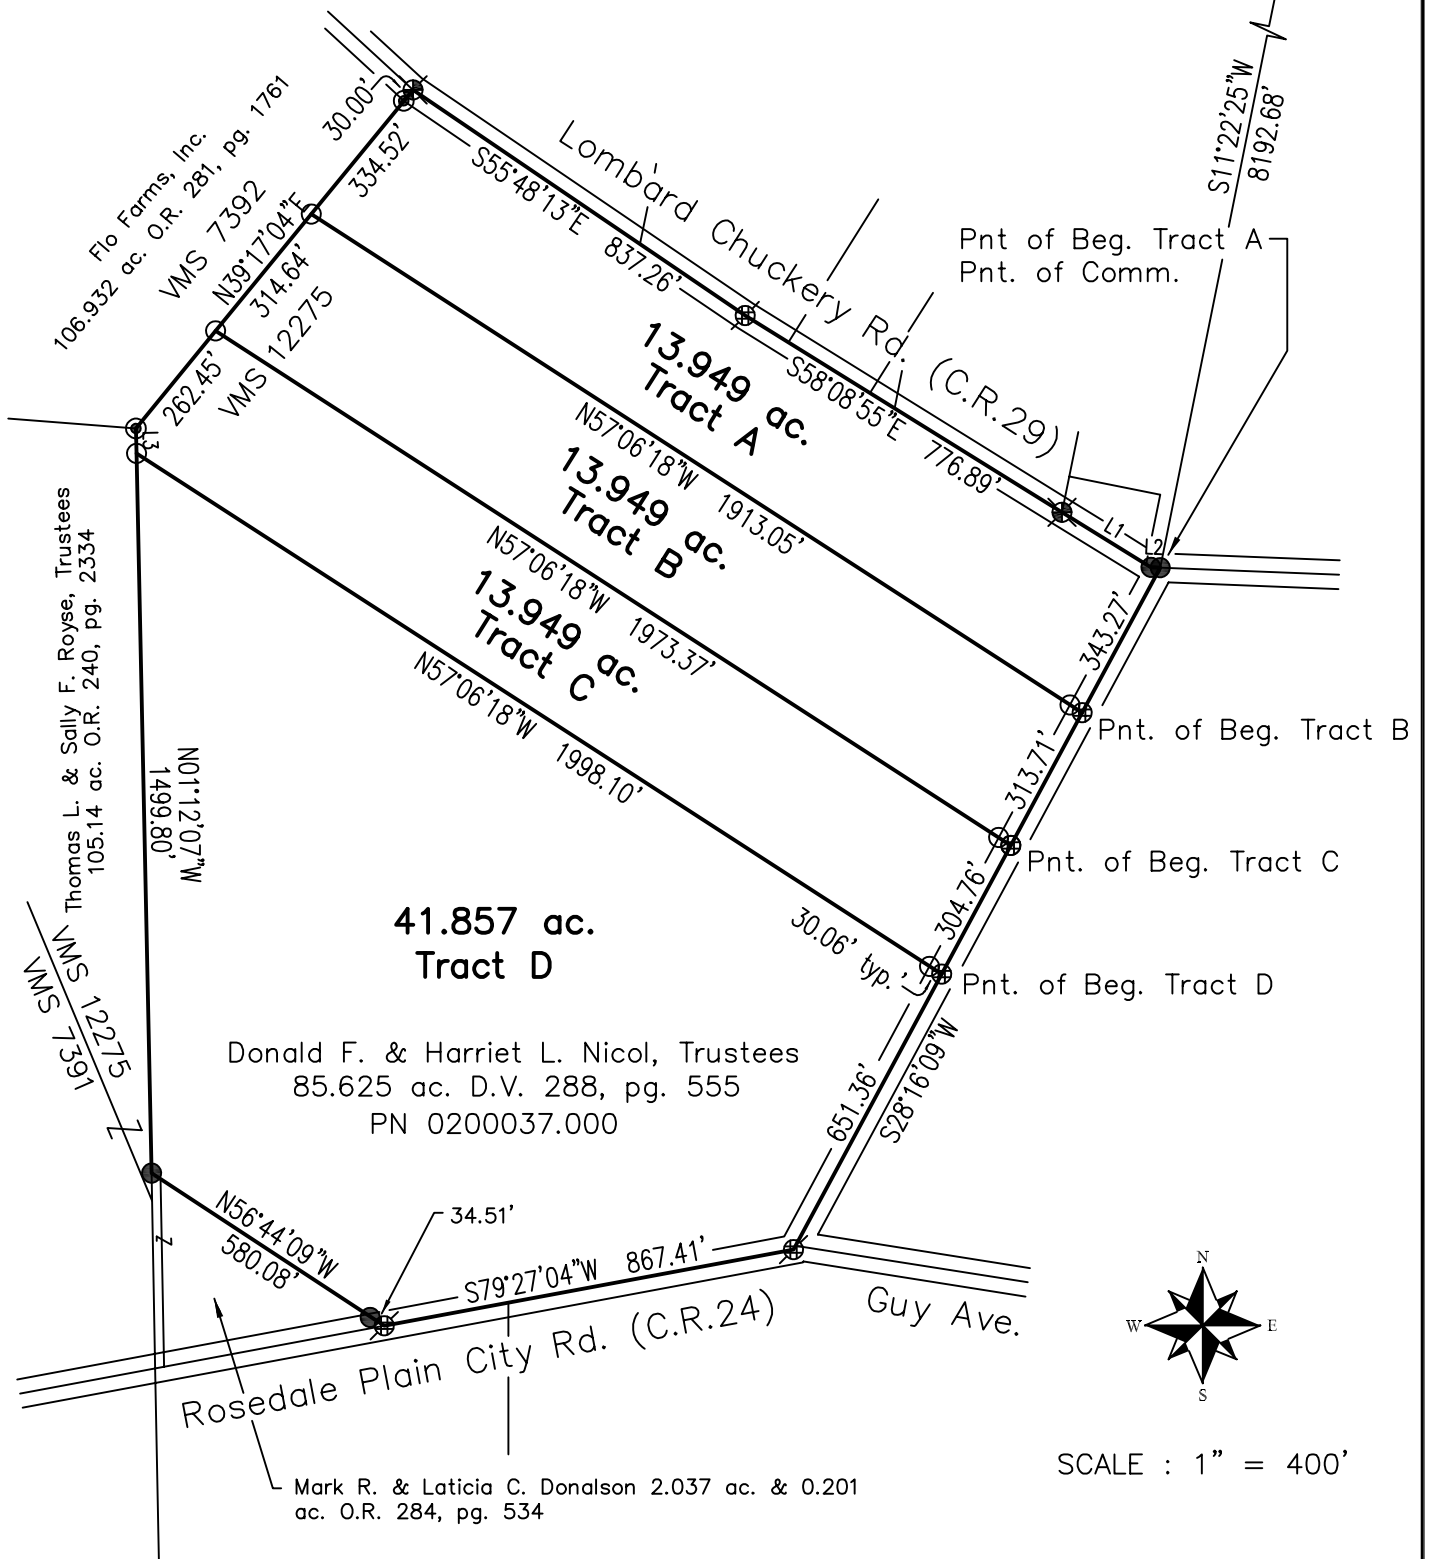 30.00'
Flo Farms, Inc.
106.932 ac. O.R. 281, pg. 1761
VMS 7392
N39°17'04"E
334.52'
314.64'
VMS 12275
262.45'
L3
S55°48'13"E 837.26'
Lombard Chuckery Rd. (C.R.29)
S58°08'55"E 776.89'
S11°22'25"W
8192.68'
Pnt of Beg. Tract A
Pnt. of Comm.
L1
L2
13.949 ac.
Tract A
N57°06'18"W 1913.05'
13.949 ac.
Tract B
N57°06'18"W 1973.37'
13.949 ac.
Tract C
N57°06'18"W 1998.10'
343.27'
Pnt. of Beg. Tract B
313.71'
Pnt. of Beg. Tract C
304.76'
30.06' typ.
Pnt. of Beg. Tract D
651.36'
S28°16'09"W
Thomas L. & Sally F. Royse, Trustees
105.14 ac. O.R. 240, pg. 2334
N01°12'07"W
1499.80'
VMS 12275
VMS 7391
41.857 ac.
Tract D
Donald F. & Harriet L. Nicol, Trustees
85.625 ac. D.V. 288, pg. 555
PN 0200037.000
N56°44'09"W
580.08'
34.51'
S79°27'04"W 867.41'
Rosedale Plain City Rd. (C.R.24)
Guy Ave.
Mark R. & Laticia C. Donalson 2.037 ac. & 0.201
ac. O.R. 284, pg. 534
N
W
E
S
SCALE : 1" = 400'